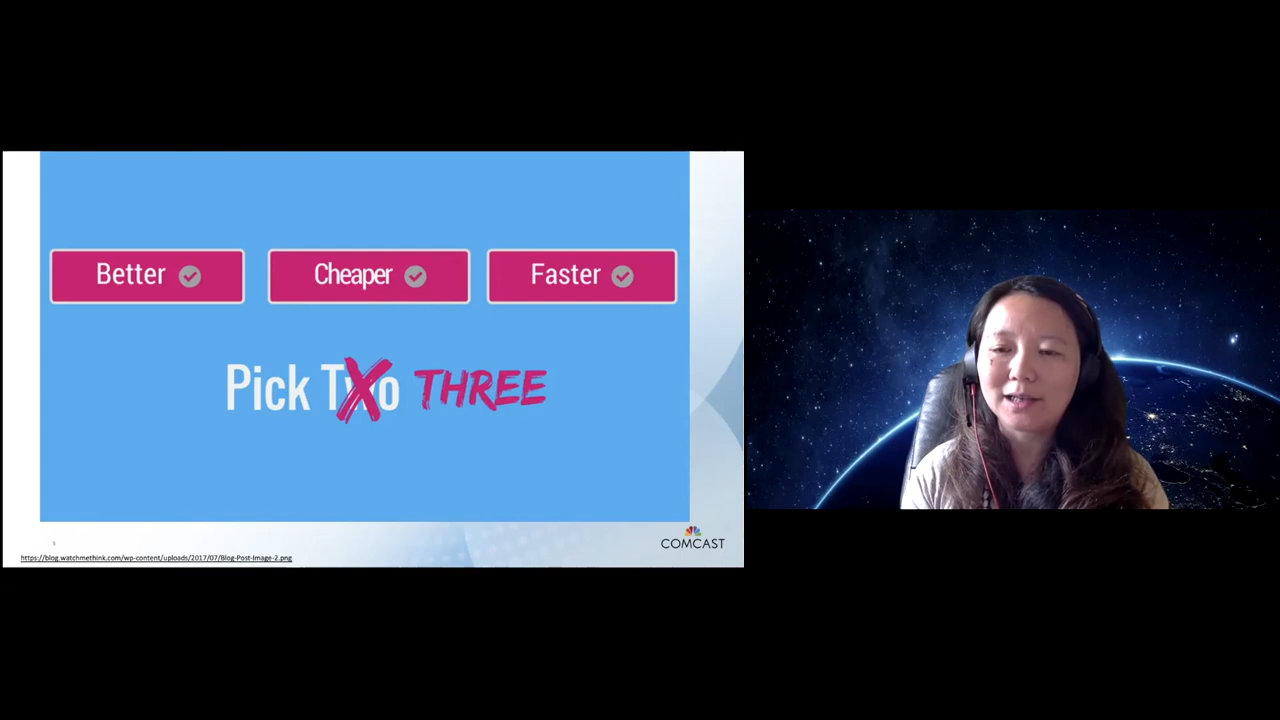 Better
Cheaper
Faster
Pick Two THREE
6
COMCAST
https://blog.watchmethink.com/wp-content/uploads/2017/07/Blog-Post-Image-2.png